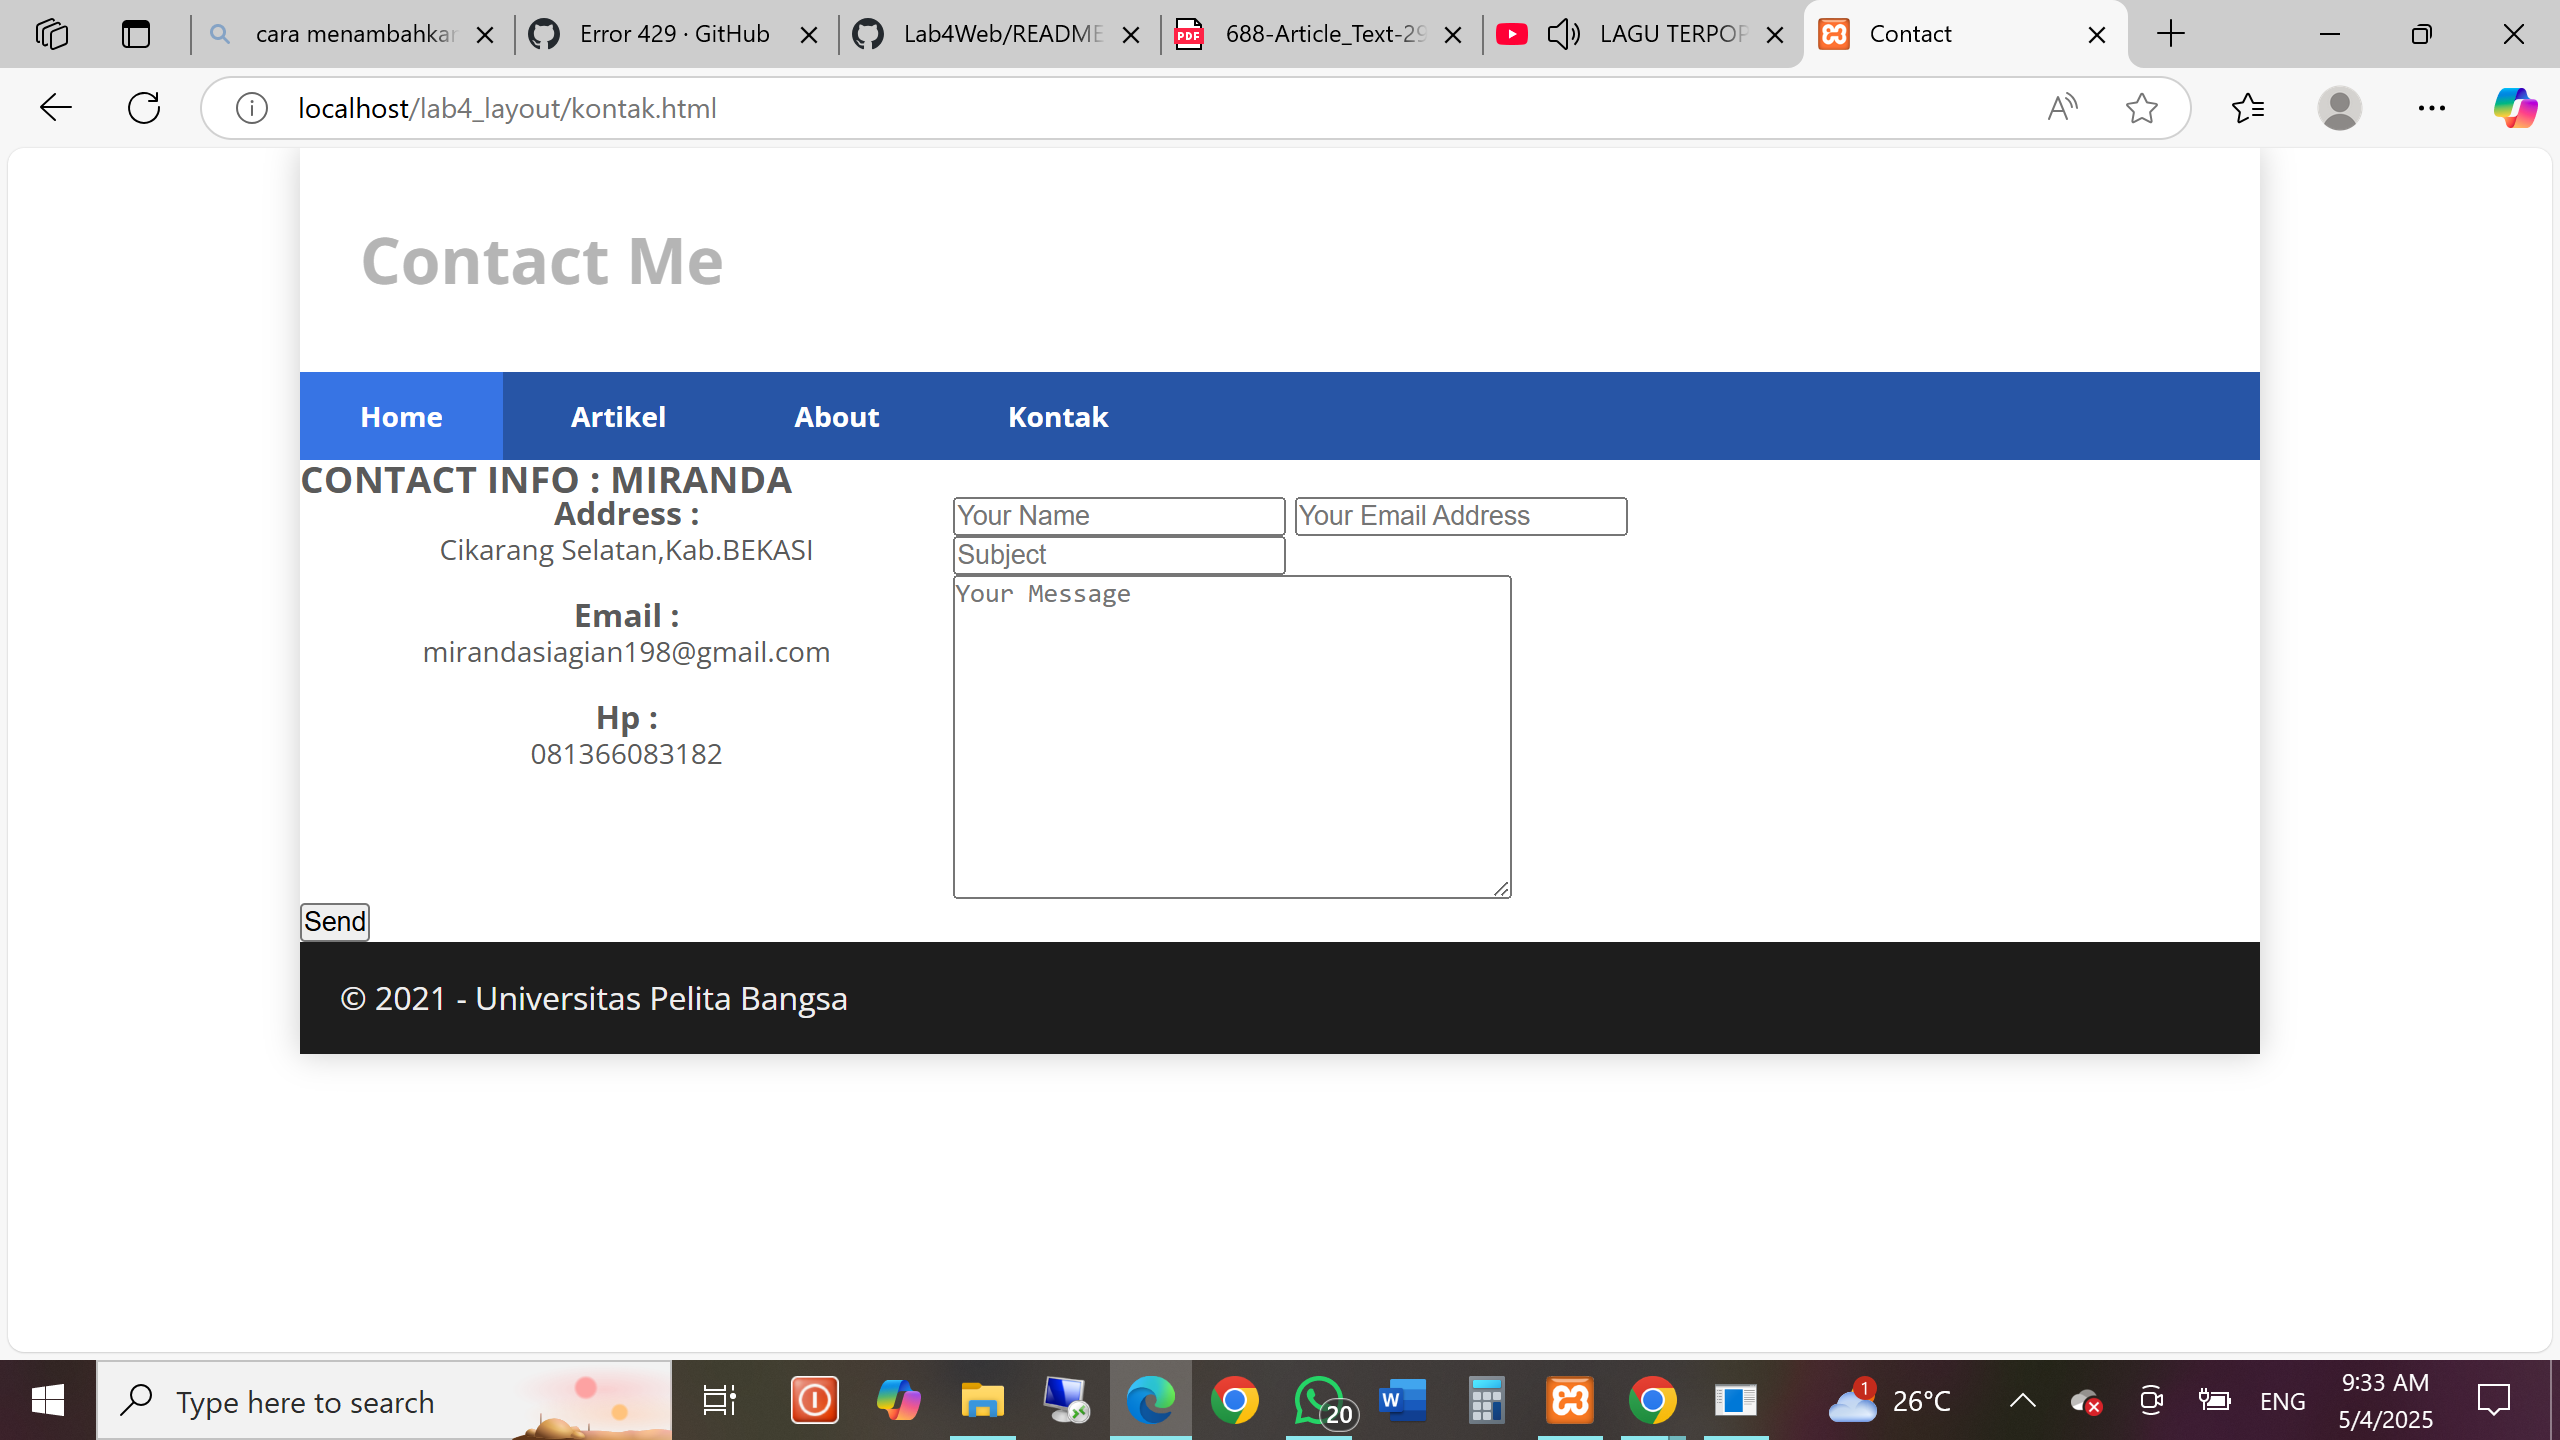 cara menambahkan
Error 429 · GitHub
Lab4Web/README
688-Article_Text-29
LAGU TERPOP
Contact
localhost/lab4_layout/kontak.html
Contact Me
Home Artikel About Kontak
CONTACT INFO : MIRANDA
Address :
Cikarang Selatan,Kab.BEKASI
Email :
mirandasiagian198@gmail.com
Hp :
081366083182
Your Name Your Email Address
Subject
Your Message
Send
© 2021 - Universitas Pelita Bangsa
Type here to search
20
1
26°C
ENG
9:33 AM
5/4/2025